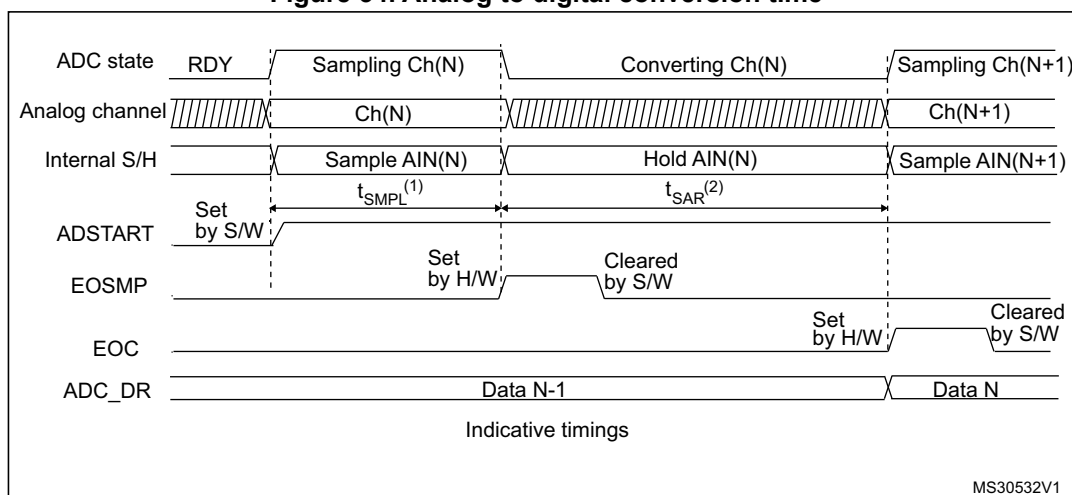 Figure Analog to digital conversion time
ADC state RDY Sampling Ch(N) Converting Ch(N) Sampling Ch(N+1)
Analog channel Ch(N) Ch(N+1)
Internal S/H Sample AIN(N) Hold AIN(N) Sample AIN(N+1)
tSMPL(1) tSAR(2)
Set
by S/W
ADSTART
Set
by H/W
Cleared
by S/W
EOSMP
Set
by H/W
Cleared
by S/W
EOC
ADC_DR Data N-1 Data N
Indicative timings
MS30532V1